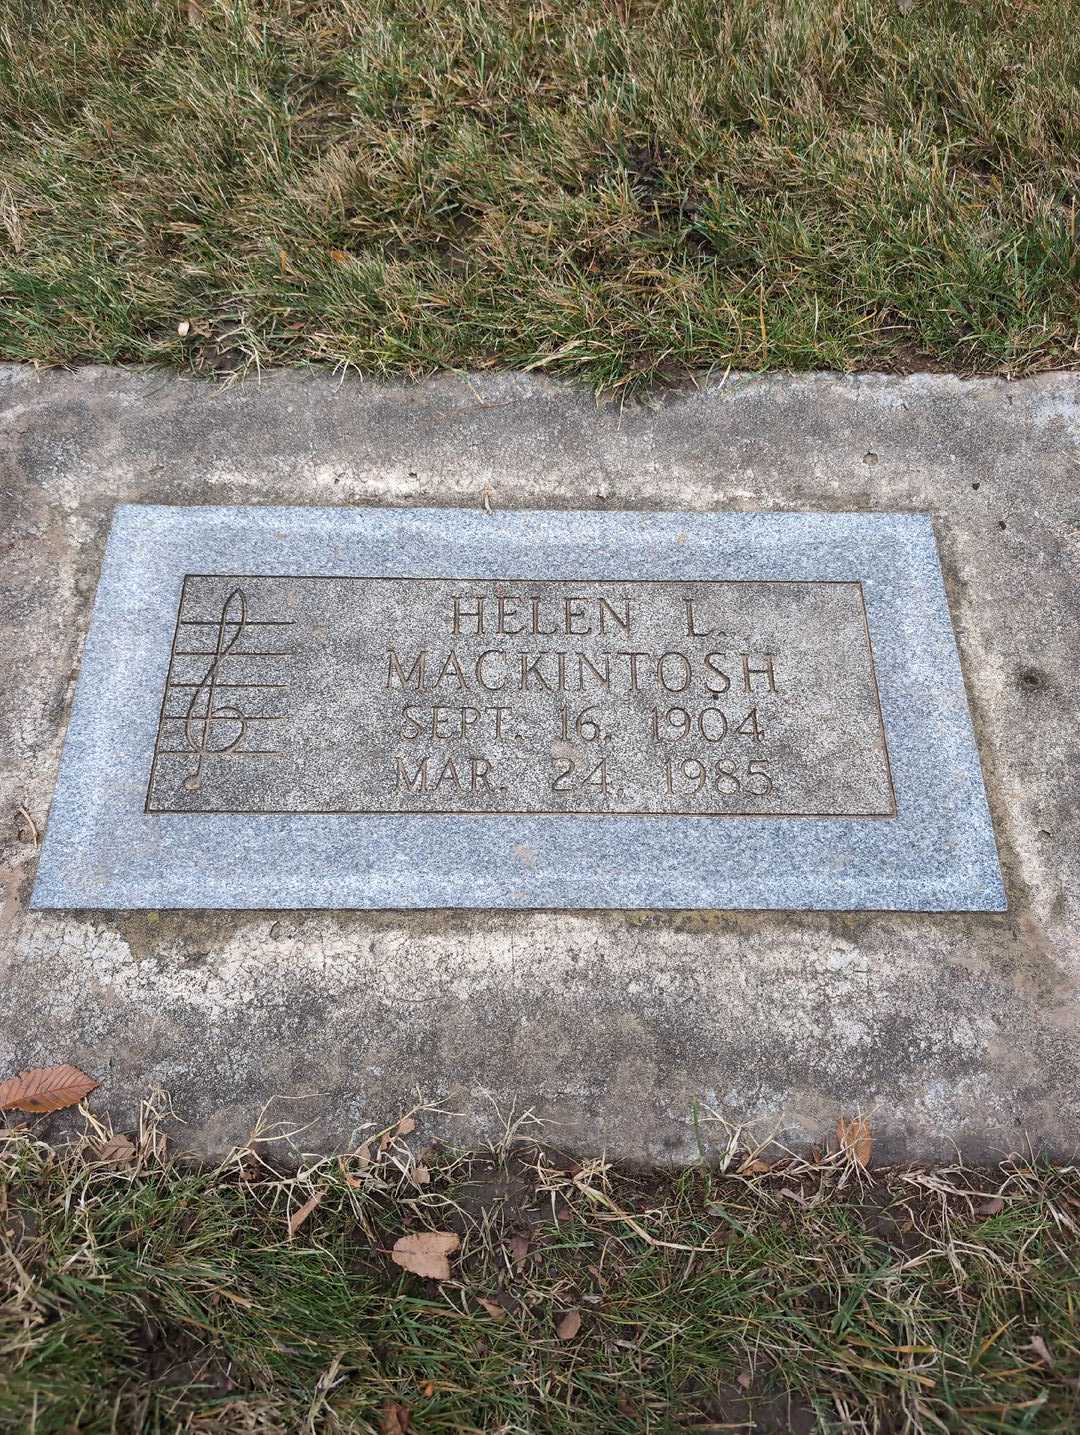 HELEN L.
MACKINTOSH
SEPT. 16, 1904
MAR. 24, 1985